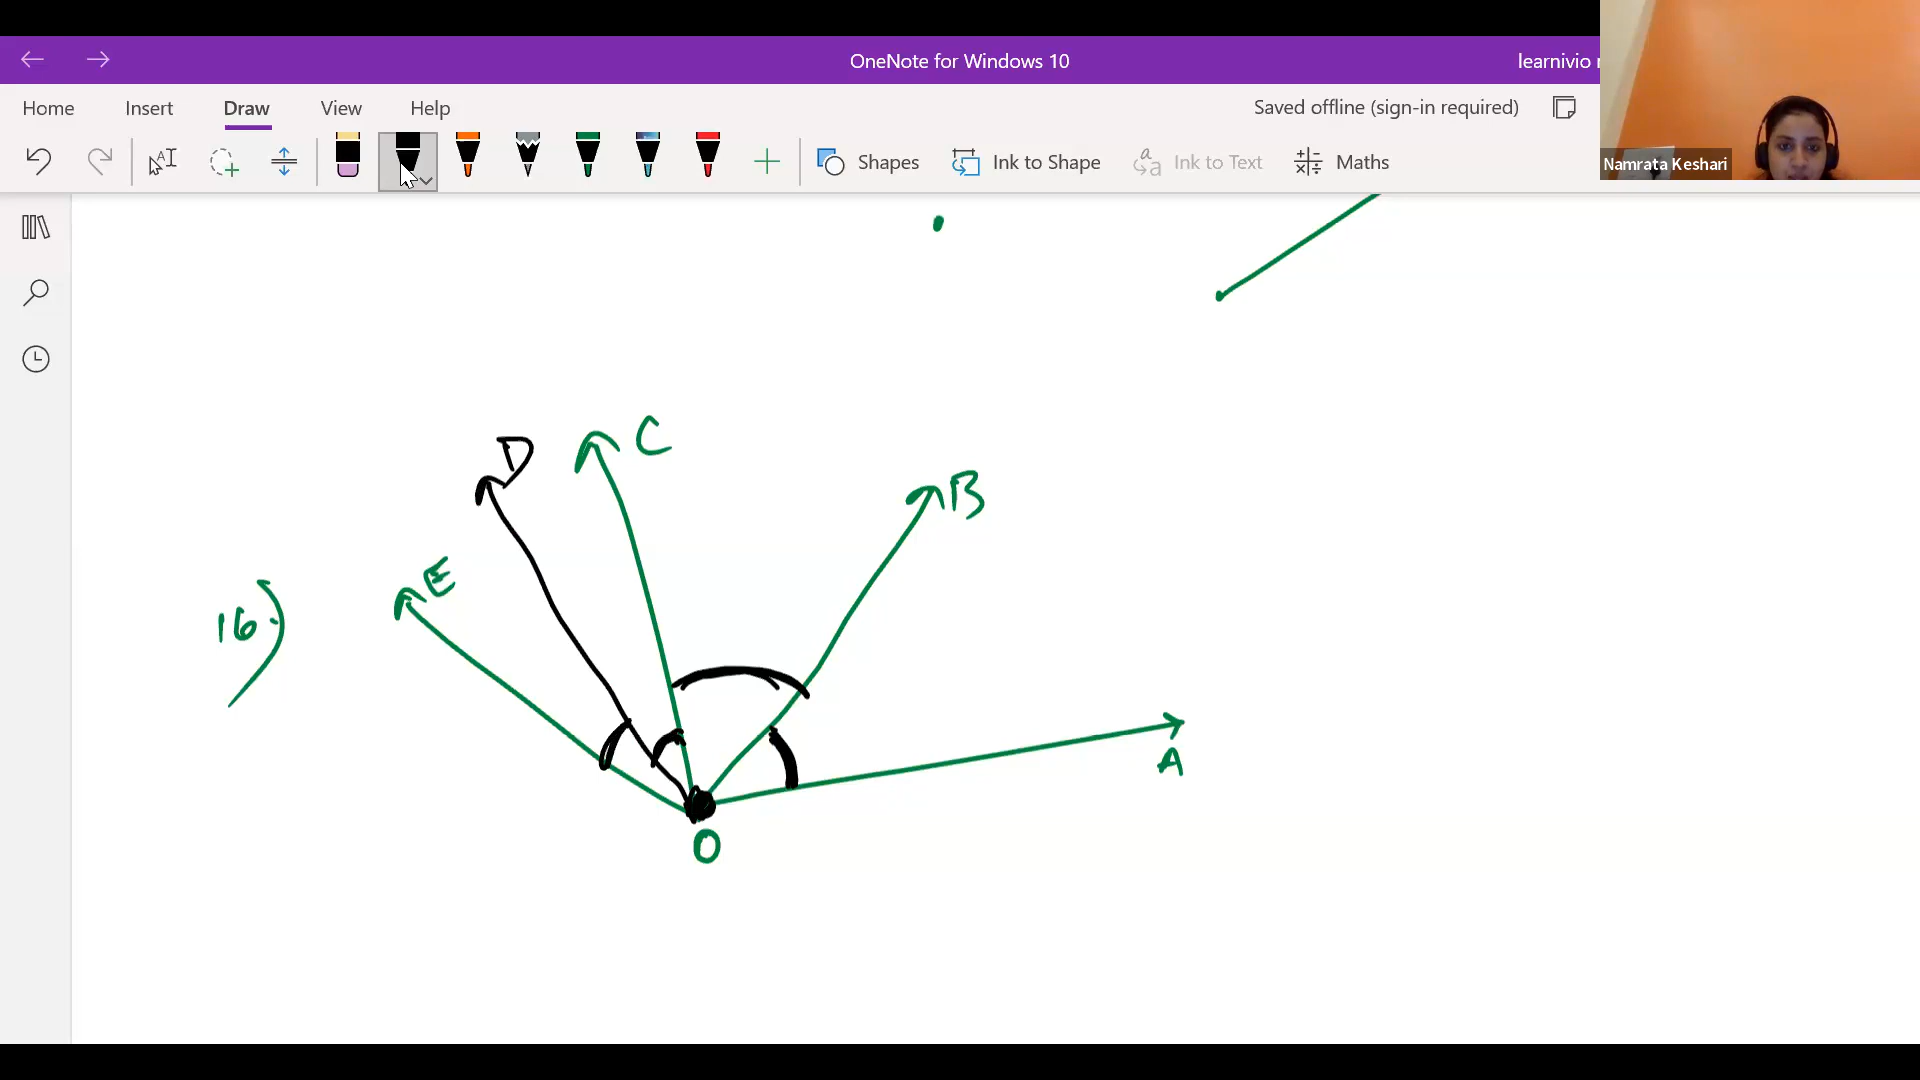 OneNote for Windows 10
learnivio
Home Insert Draw View Help
Saved offline (sign-in required)
Shapes Ink to Shape Ink to Text Maths
Namrata Keshari
D C
B
E
16)
A
O